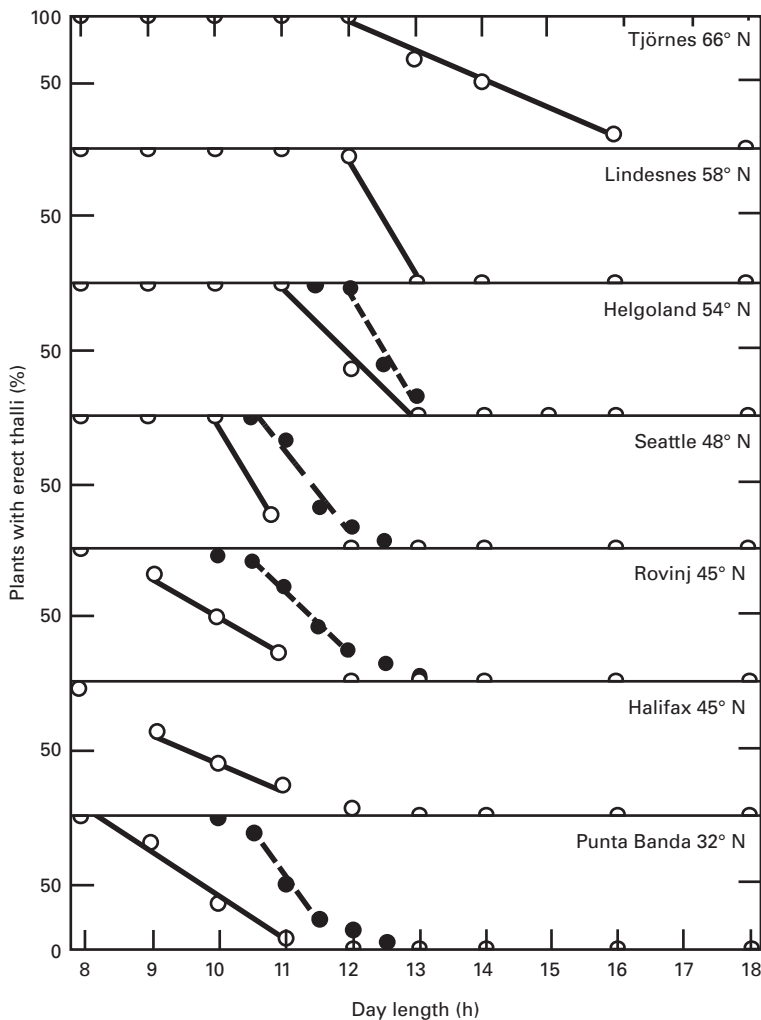 100
Tjörnes 66° N
50
Lindesnes 58° N
50
Helgoland 54° N
50
Seattle 48° N
50
Rovinj 45° N
50
Halifax 45° N
50
Punta Banda 32° N
50
0
8 9 10 11 12 13 14 15 16 17 18
Day length (h)
Plants with erect thalli (%)